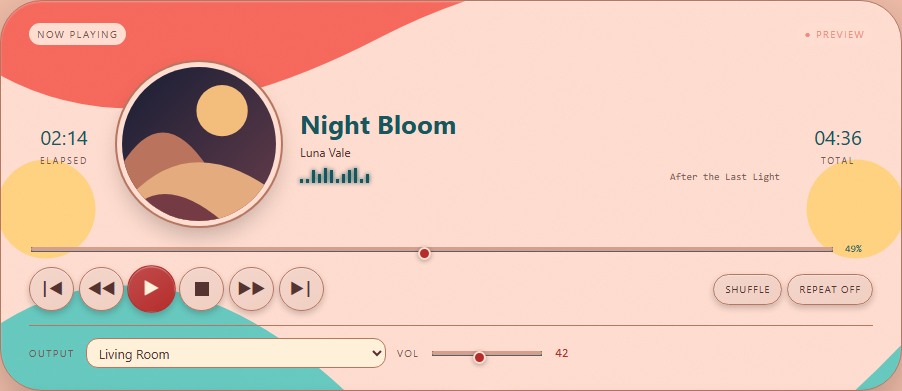 NOW PLAYING
PREVIEW
02:14
ELAPSED
Night Bloom
Luna Vale
04:36
TOTAL
After the Last Light
49%
SHUFFLE
REPEAT OFF
OUTPUT
Living Room
VOL
42